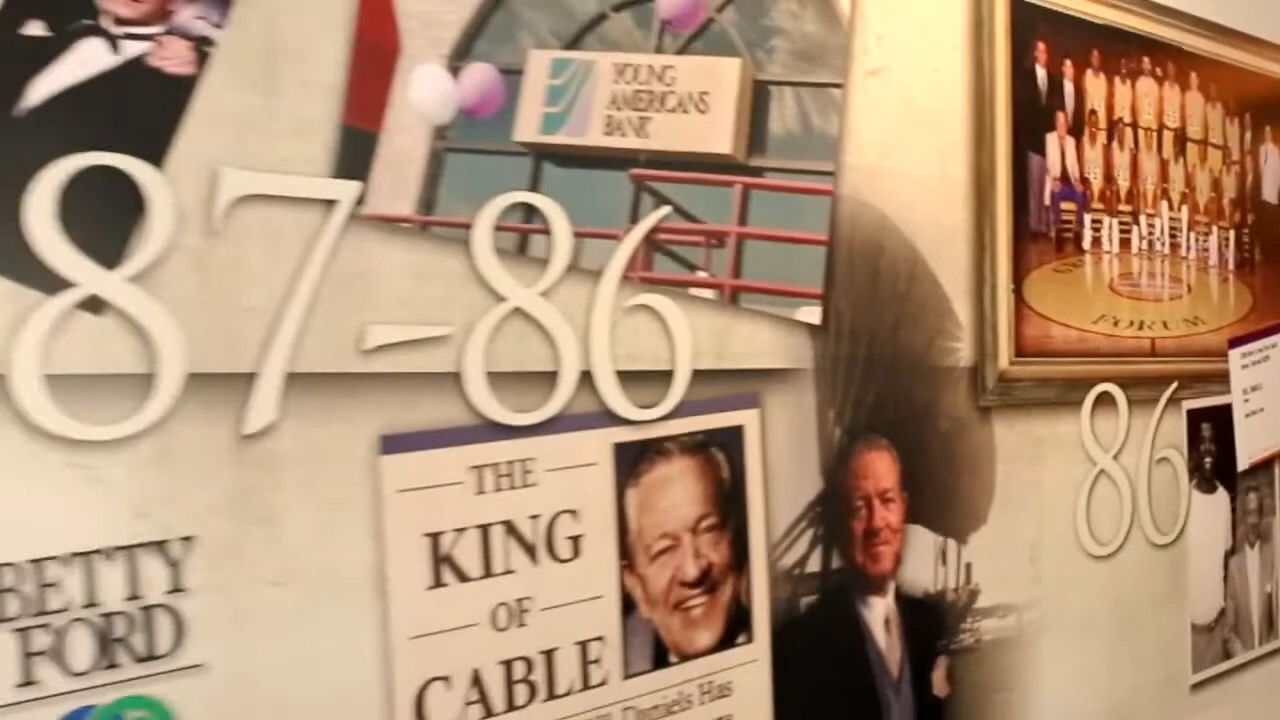 YOUNG
AMERICANS
BANK
87-86
86
FORUM
THE
KING
OF
CABLE
Daniels Has
BETTY
FORD